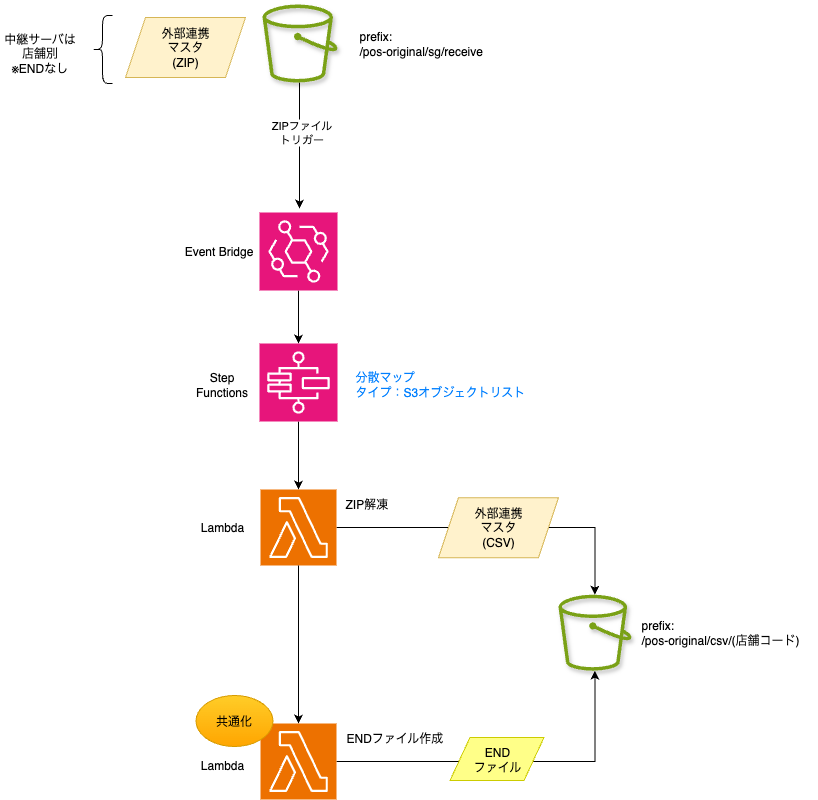 中継サーバは
店舗別
※ENDなし
外部連携
マスタ
(ZIP)
prefix:
/pos-original/sg/receive
ZIPファイル
トリガー
Event Bridge
Step
Functions
分散マップ
タイプ：S3オブジェクトリスト
Lambda
ZIP解凍
外部連携
マスタ
(CSV)
prefix:
/pos-original/csv/(店舗コード)
共通化
Lambda
ENDファイル作成
END
ファイル